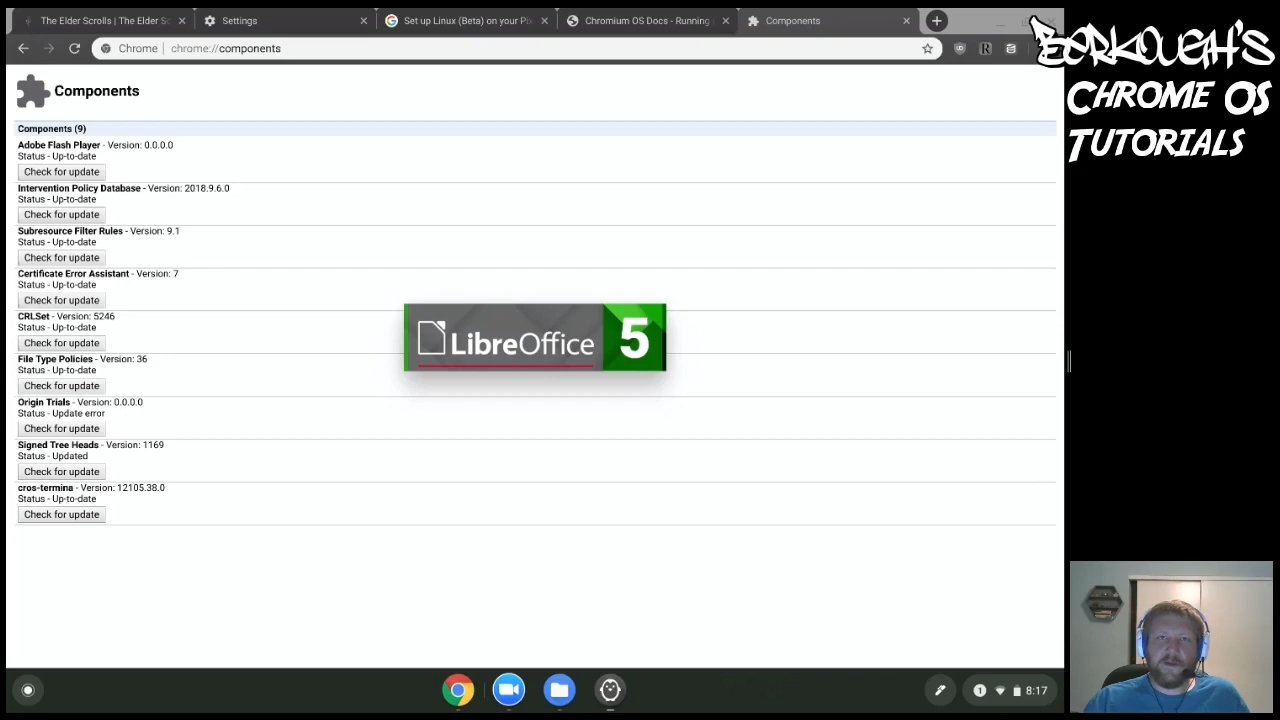 The Elder Scrolls | The Elder Sc
Settings
Set up Linux (Beta) on your Pi
Chromium OS Docs - Running
Components
Chrome | chrome://components
BERKOUGH'S
CHROME OS
TUTORIALS
Components
Components (9)
Adobe Flash Player - Version: 0.0.0.0
Status - Up-to-date
Check for update
Intervention Policy Database - Version: 2018.9.6.0
Status - Up-to-date
Check for update
Subresource Filter Rules - Version: 9.1
Status - Up-to-date
Check for update
Certificate Error Assistant - Version: 7
Status - Up-to-date
Check for update
CRLSet - Version: 5246
Status - Up-to-date
Check for update
File Type Policies - Version: 36
Status - Up-to-date
Check for update
Origin Trials - Version: 0.0.0.0
Status - Update error
Check for update
Signed Tree Heads - Version: 1169
Status - Updated
Check for update
cros-termina - Version: 12105.38.0
Status - Up-to-date
Check for update
LibreOffice 5
1 8:17